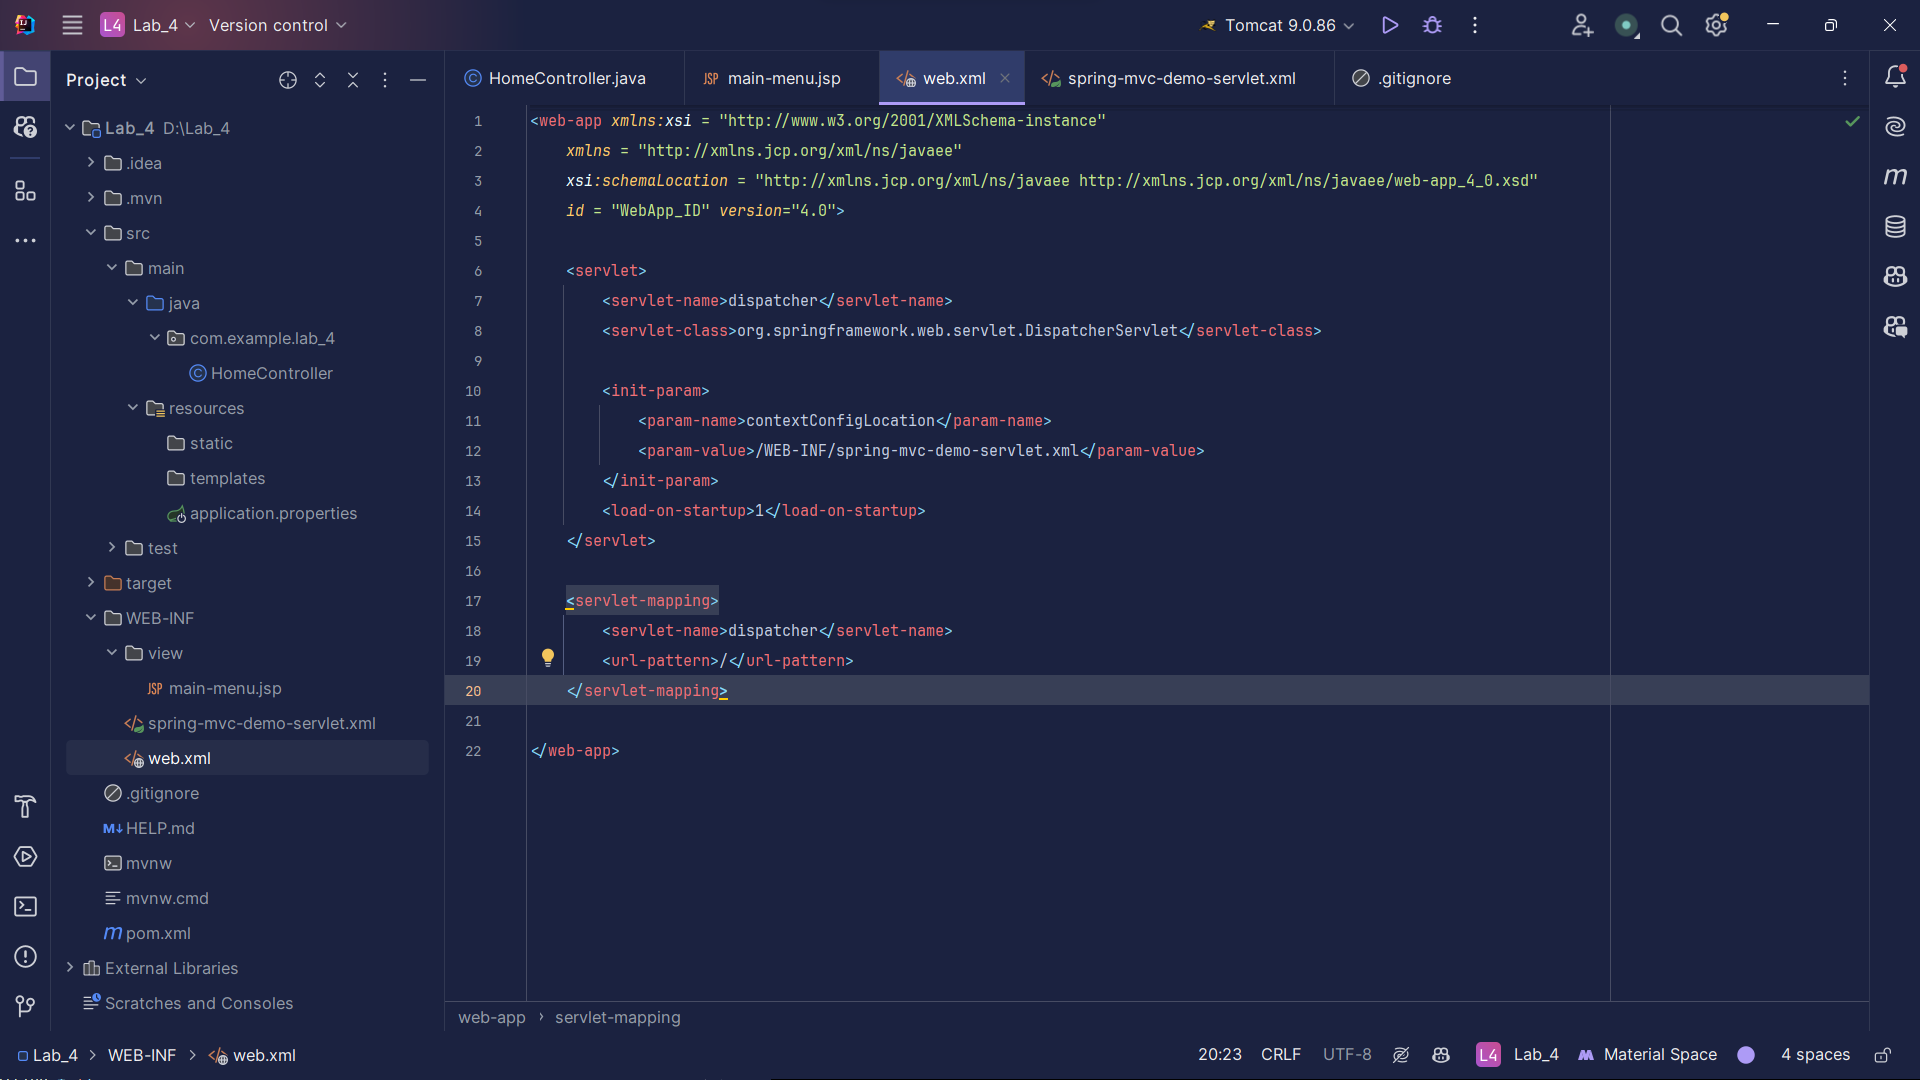 L4 Lab_4 Version control Tomcat 9.0.86
Project
Lab_4 D:\Lab_4
.idea
.mvn
src
main
java
com.example.lab_4
HomeController
resources
static
templates
application.properties
test
target
WEB-INF
view
JSP main-menu.jsp
spring-mvc-demo-servlet.xml
web.xml
.gitignore
M↓ HELP.md
mvnw
mvnw.cmd
m pom.xml
External Libraries
Scratches and Consoles
HomeController.java JSP main-menu.jsp web.xml spring-mvc-demo-servlet.xml .gitignore
1 <web-app xmlns:xsi = "http://www.w3.org/2001/XMLSchema-instance"
2 xmlns = "http://xmlns.jcp.org/xml/ns/javaee"
3 xsi:schemaLocation = "http://xmlns.jcp.org/xml/ns/javaee http://xmlns.jcp.org/xml/ns/javaee/web-app_4_0.xsd"
4 id = "WebApp_ID" version="4.0">
5
6 <servlet>
7 <servlet-name>dispatcher</servlet-name>
8 <servlet-class>org.springframework.web.servlet.DispatcherServlet</servlet-class>
9
10 <init-param>
11 <param-name>contextConfigLocation</param-name>
12 <param-value>/WEB-INF/spring-mvc-demo-servlet.xml</param-value>
13 </init-param>
14 <load-on-startup>1</load-on-startup>
15 </servlet>
16
17 <servlet-mapping>
18 <servlet-name>dispatcher</servlet-name>
19 <url-pattern>/</url-pattern>
20 </servlet-mapping>
21
22 </web-app>
web-app › servlet-mapping
m
Lab_4 > WEB-INF > web.xml 20:23 CRLF UTF-8 L4 Lab_4 Material Space 4 spaces